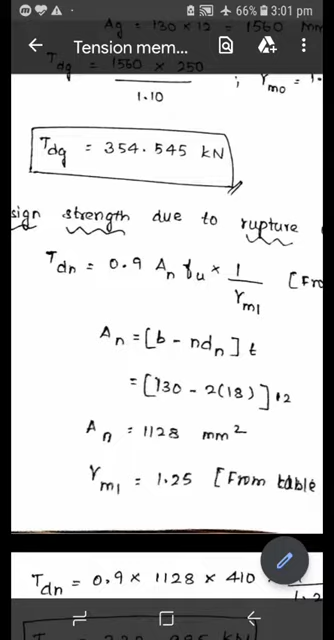 66% 3:01 pm
Ag = 130 × 12 = 1560 mm
Tension mem...
Tdg = 1560 × 250 ; γmo =
1.10
Tdg = 354.545 kN
sign strength due to rupture
Tdn = 0.9 An fu × 1 [Fro
γm1
An = [b - ndn] t
= [130 - 2(18)] 12
An = 1128 mm²
γm1 = 1.25 [From table
Tdn = 0.9 × 1128 × 410